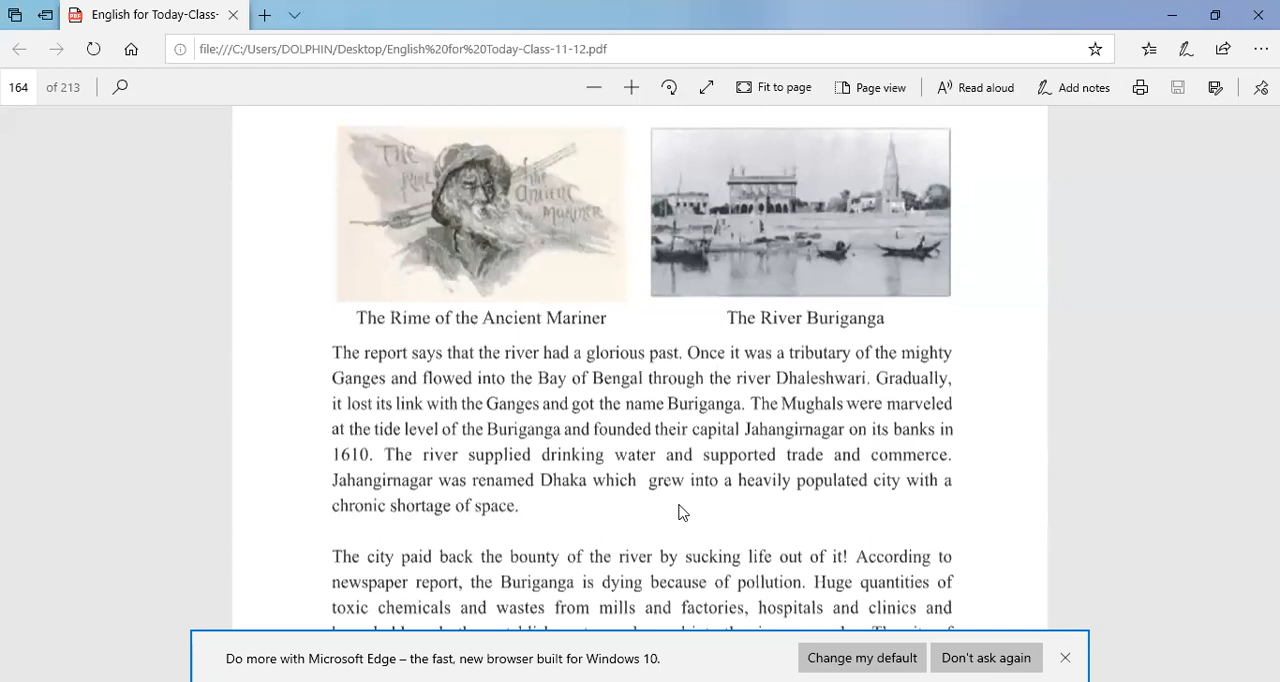 English for Today-Class-
file:///C:/Users/DOLPHIN/Desktop/English%20for%20Today-Class-11-12.pdf
164 of 213 Fit to page Page view Read aloud Add notes
THE
Rime
of the
Ancient
Mariner
The Rime of the Ancient Mariner
The River Buriganga
The report says that the river had a glorious past. Once it was a tributary of the mighty
Ganges and flowed into the Bay of Bengal through the river Dhaleshwari. Gradually,
it lost its link with the Ganges and got the name Buriganga. The Mughals were marveled
at the tide level of the Buriganga and founded their capital Jahangirnagar on its banks in
1610. The river supplied drinking water and supported trade and commerce.
Jahangirnagar was renamed Dhaka which grew into a heavily populated city with a
chronic shortage of space.
The city paid back the bounty of the river by sucking life out of it! According to
newspaper report, the Buriganga is dying because of pollution. Huge quantities of
toxic chemicals and wastes from mills and factories, hospitals and clinics and
Do more with Microsoft Edge – the fast, new browser built for Windows 10.
Change my default
Don't ask again